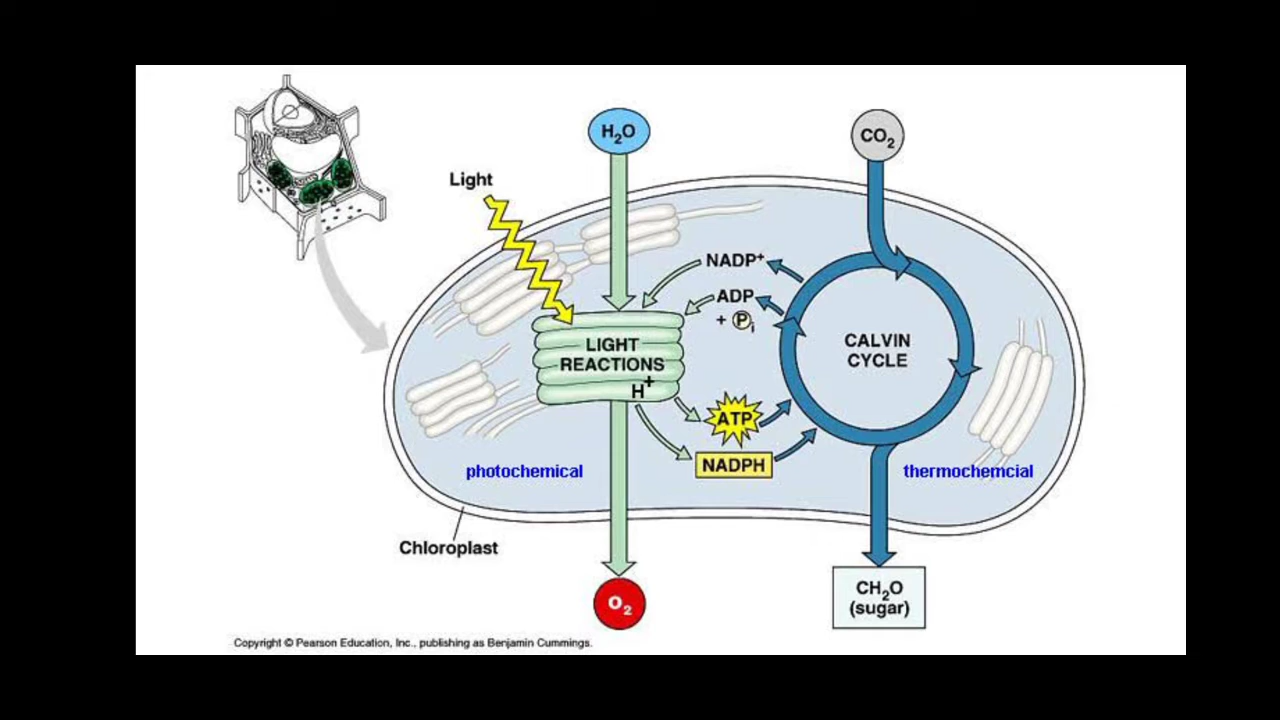 H₂O
CO₂
Light
NADP⁺
ADP
+ Pᵢ
LIGHT
REACTIONS
H⁺
CALVIN
CYCLE
ATP
NADPH
photochemical
thermochemcial
Chloroplast
O₂
CH₂O
(sugar)
Copyright © Pearson Education, Inc., publishing as Benjamin Cummings.